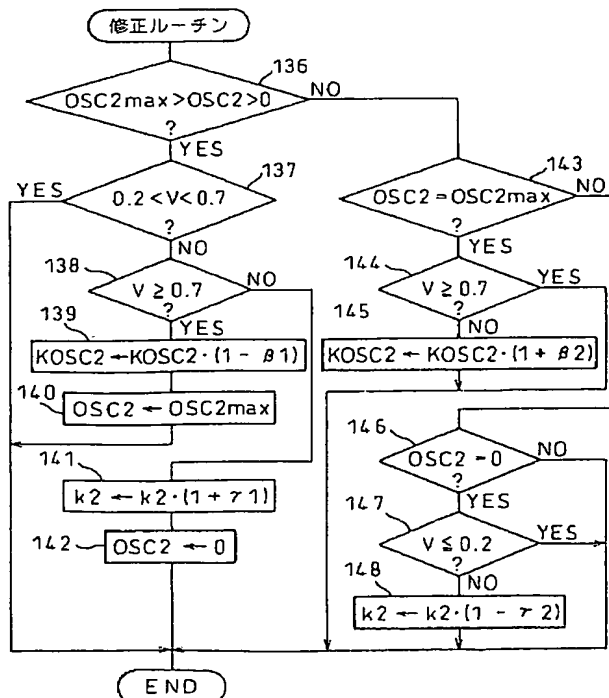 修正ルーチン
136
OSC2max>OSC2>0
?
NO
YES
137
YES
0.2<V<0.7
?
NO
138
V≥0.7
?
NO
YES
139
KOSC2←KOSC2·(1-β1)
140
OSC2←OSC2max
141
k2←k2·(1+γ1)
142
OSC2←0
143
OSC2=OSC2max
?
NO
YES
144
V≥0.7
?
YES
NO
145
KOSC2←KOSC2·(1+β2)
146
OSC2=0
?
NO
YES
147
V≦0.2
?
YES
NO
148
k2←k2·(1-γ2)
END